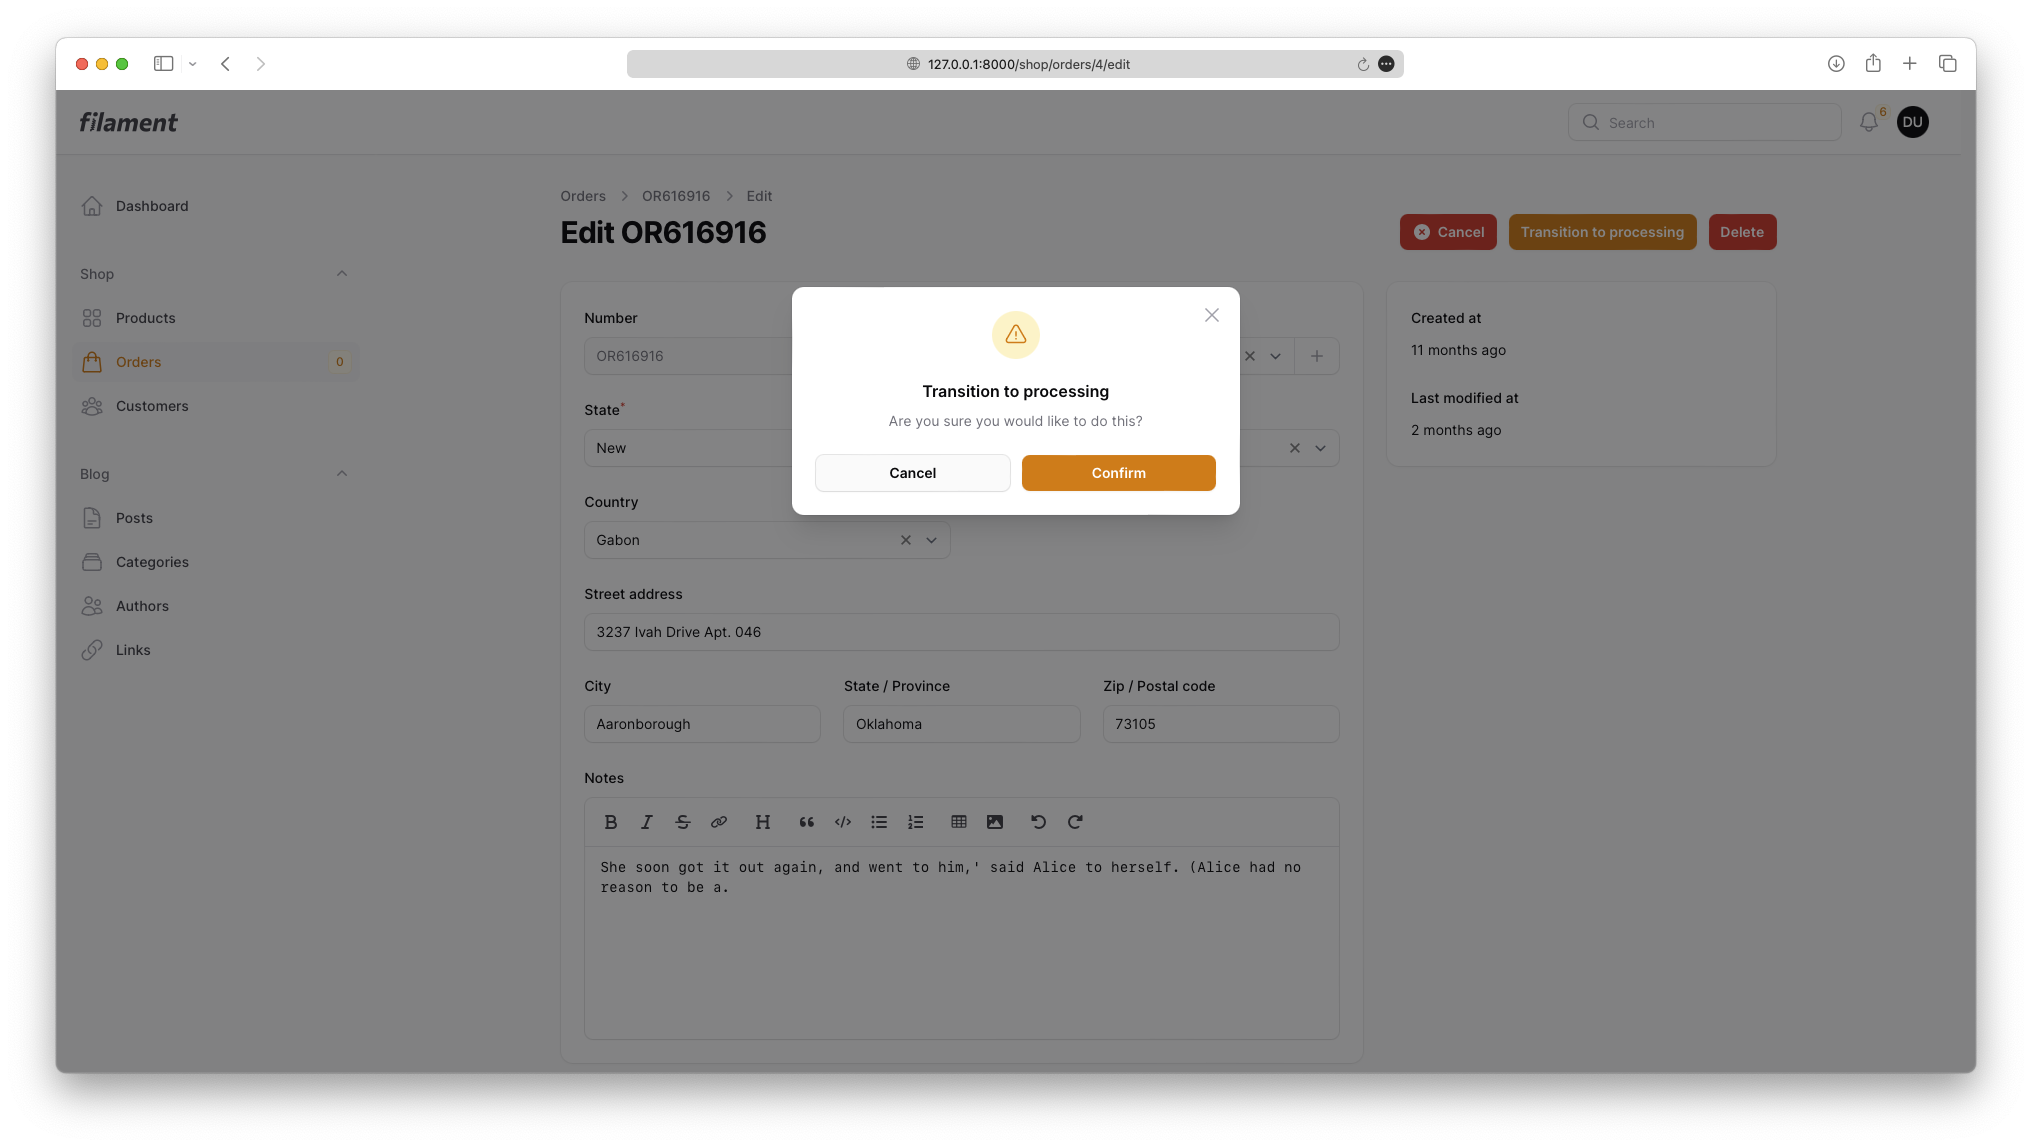 127.0.0.1:8000/shop/orders/4/edit
filament
Search
6
DU
Dashboard
Shop
Products
Orders
0
Customers
Blog
Posts
Categories
Authors
Links
Orders > OR616916 > Edit
Edit OR616916
Cancel
Transition to processing
Delete
Number
OR616916
State*
New
Country
Gabon
Street address
3237 Ivah Drive Apt. 046
City
Aaronborough
State / Province
Oklahoma
Zip / Postal code
73105
Notes
She soon got it out again, and went to him,' said Alice to herself. (Alice had no
reason to be a.
Created at
11 months ago
Last modified at
2 months ago
Transition to processing
Are you sure you would like to do this?
Cancel
Confirm